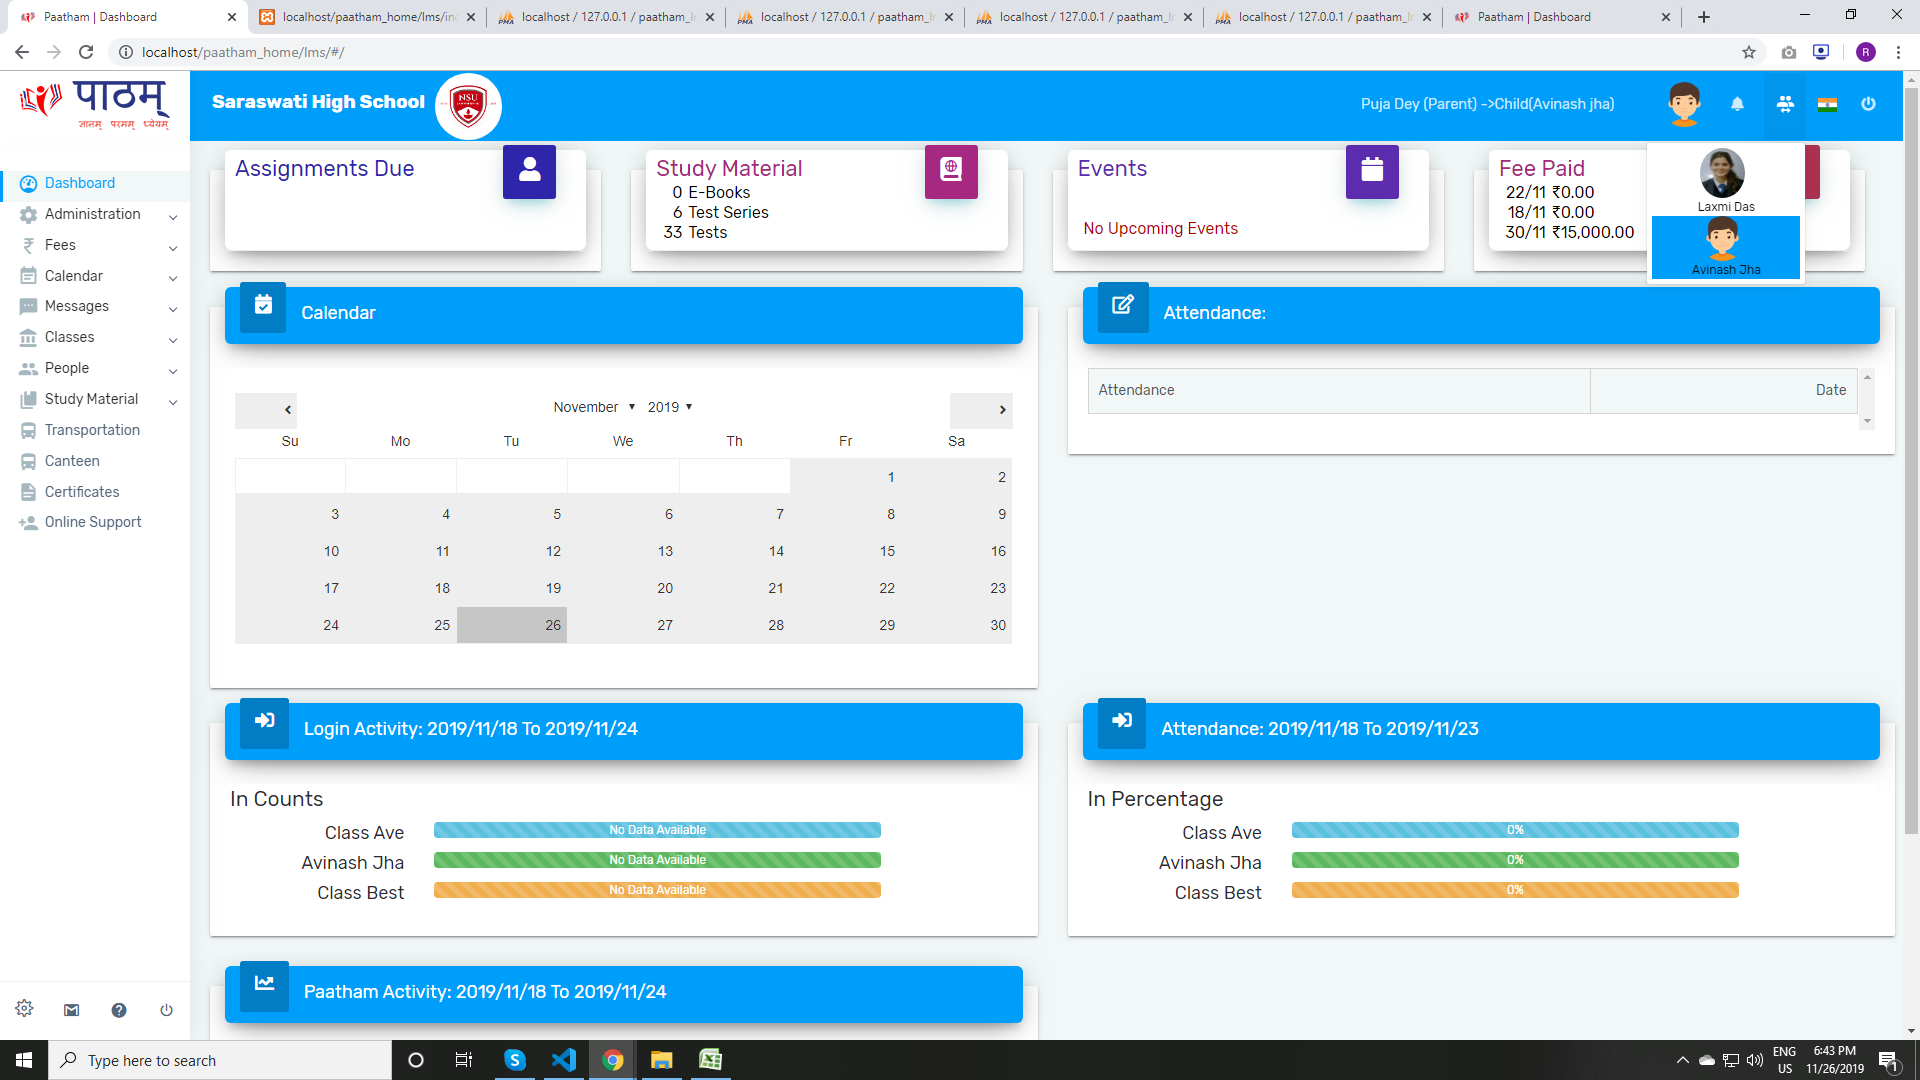 Paatham | Dashboard
localhost/paatham_home/lms/in
localhost / 127.0.0.1 / paatham_l
localhost / 127.0.0.1 / paatham_l
localhost / 127.0.0.1 / paatham_l
localhost / 127.0.0.1 / paatham_l
Paatham | Dashboard
localhost/paatham_home/lms/#/
R
पाठम्
ज्ञानम् परमम् ध्येयम्
Saraswati High School
NSU
Puja Dey (Parent) ->Child(Avinash jha)
Dashboard
Administration
Fees
Calendar
Messages
Classes
People
Study Material
Transportation
Canteen
Certificates
Online Support
Assignments Due
Study Material
0 E-Books
6 Test Series
33 Tests
Events
No Upcoming Events
Fee Paid
22/11 ₹0.00
18/11 ₹0.00
30/11 ₹15,000.00
Laxmi Das
Avinash Jha
Calendar
November 2019
Su Mo Tu We Th Fr Sa
1 2
3 4 5 6 7 8 9
10 11 12 13 14 15 16
17 18 19 20 21 22 23
24 25 26 27 28 29 30
Attendance:
Attendance Date
Login Activity: 2019/11/18 To 2019/11/24
In Counts
Class Ave No Data Available
Avinash Jha No Data Available
Class Best No Data Available
Attendance: 2019/11/18 To 2019/11/23
In Percentage
Class Ave 0%
Avinash Jha 0%
Class Best 0%
Paatham Activity: 2019/11/18 To 2019/11/24
Type here to search
ENG
US
6:43 PM
11/26/2019
1